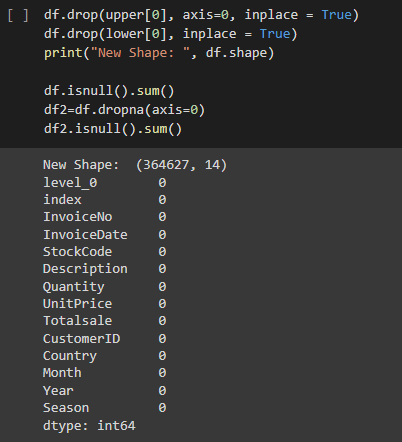 [ ] df.drop(upper[0], axis=0, inplace = True)
df.drop(lower[0], inplace = True)
print("New Shape: ", df.shape)
df.isnull().sum()
df2=df.dropna(axis=0)
df2.isnull().sum()
New Shape:  (364627, 14)
level_0        0
index          0
InvoiceNo      0
InvoiceDate    0
StockCode      0
Description    0
Quantity       0
UnitPrice      0
Totalsale      0
CustomerID     0
Country        0
Month          0
Year           0
Season         0
dtype: int64